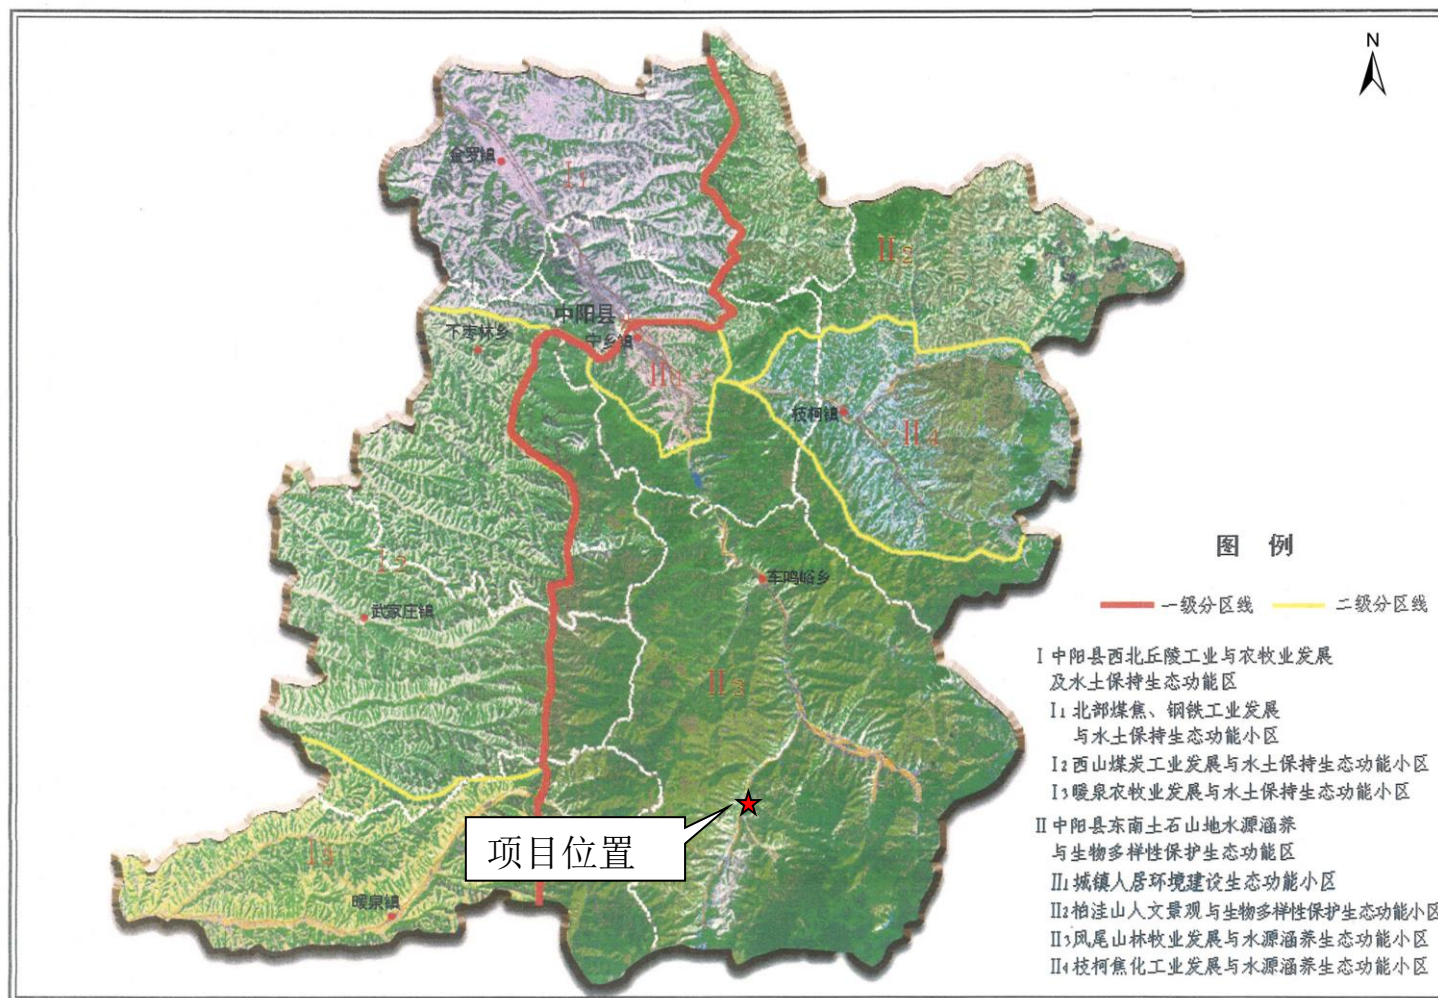 N
金罗镇
I1
II2
中阳县
下枣林乡
宁乡镇
II1
枝柯镇
II4
车鸣峪乡
I2
武家庄镇
II3
项目位置
I3
暖泉镇
图 例
一级分区线
二级分区线
I 中阳县西北丘陵工业与农牧业发展
及水土保持生态功能区
I1 北部煤焦、钢铁工业发展
与水土保持生态功能小区
I2 西山煤炭工业发展与水土保持生态功能小区
I3 暖泉农牧业发展与水土保持生态功能小区
II 中阳县东南土石山地水源涵养
与生物多样性保护生态功能区
II1 城镇人居环境建设生态功能小区
II2 柏洼山人文景观与生物多样性保护生态功能小区
II3 凤尾山林牧业发展与水源涵养生态功能小区
II4 枝柯焦化工业发展与水源涵养生态功能小区